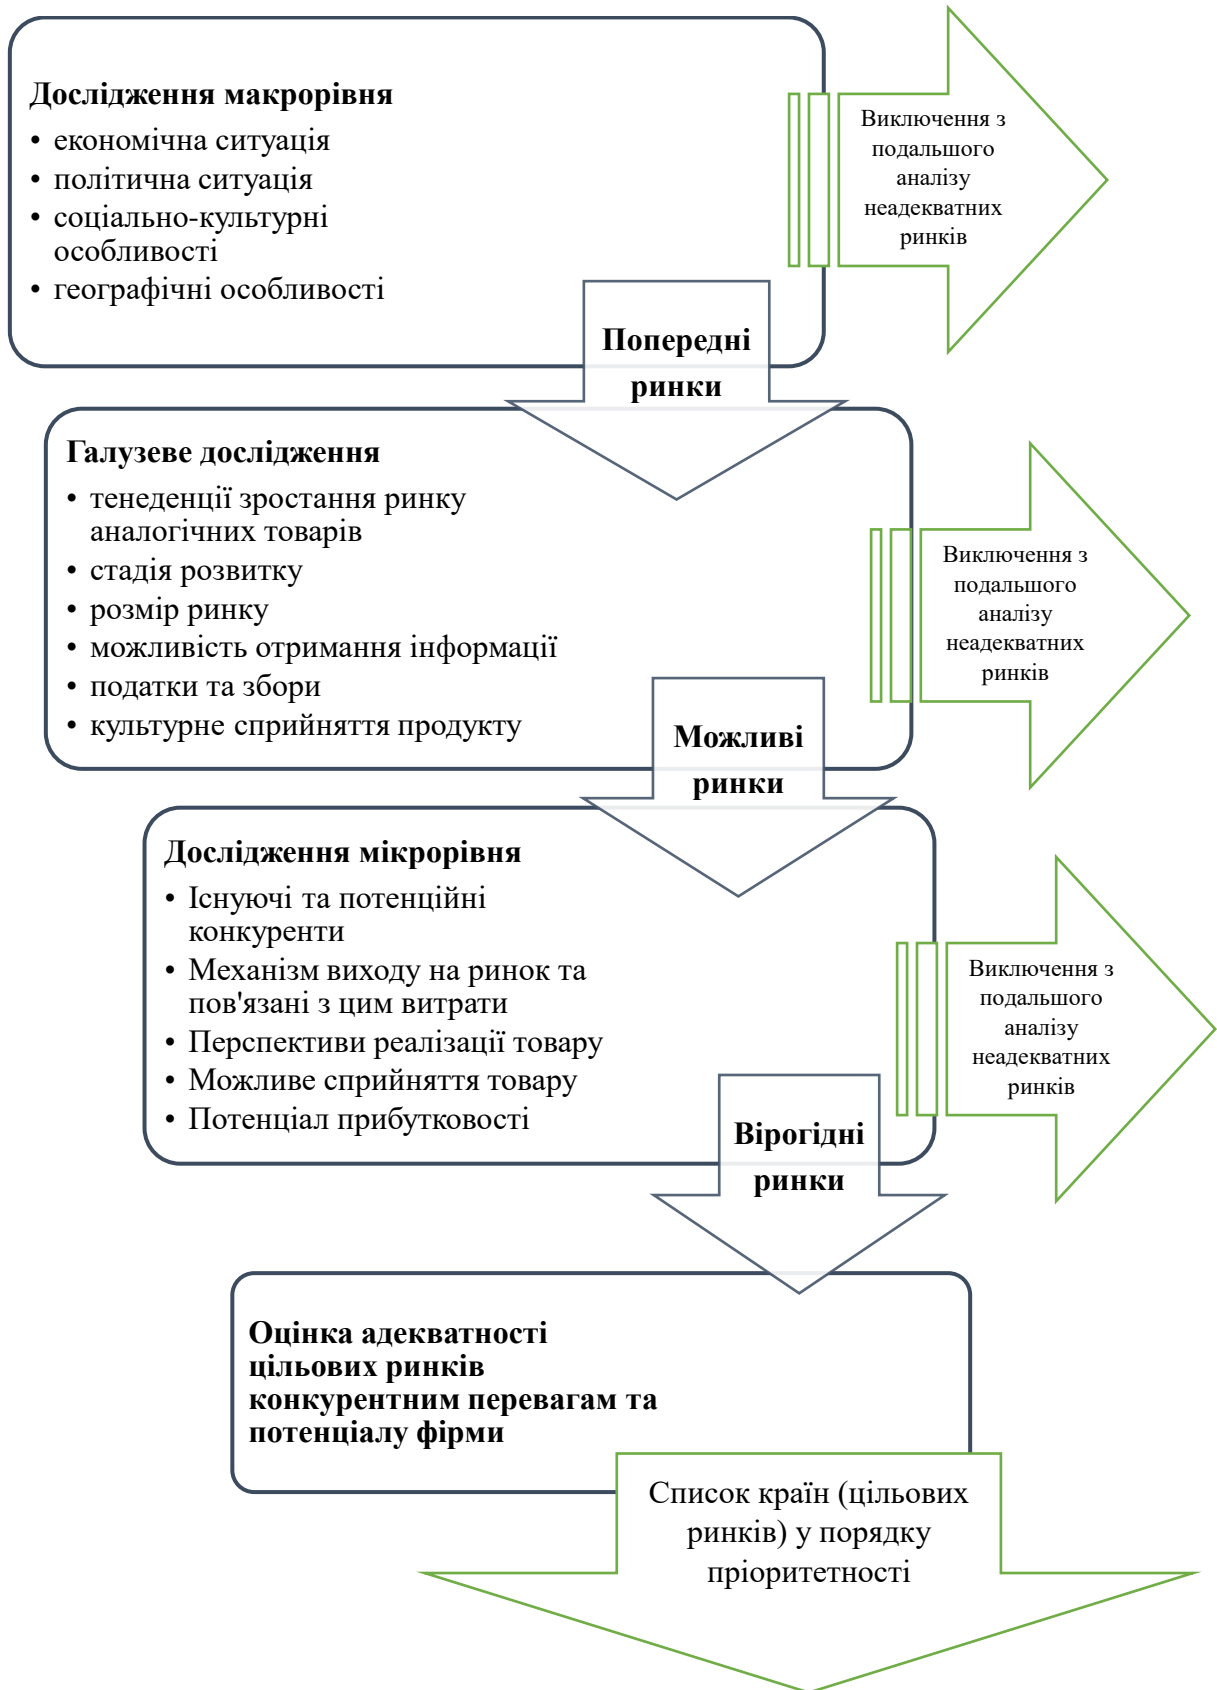 Дослідження макрорівня
• економічна ситуація
• політична ситуація
• соціально-культурні
особливості
• географічні особливості
Виключення з
подальшого
аналізу
неадекватних
ринків
Попередні
ринки
Галузеве дослідження
• тенеденції зростання ринку
аналогічних товарів
• стадія розвитку
• розмір ринку
• можливість отримання інформації
• податки та збори
• культурне сприйняття продукту
Виключення з
подальшого
аналізу
неадекватних
ринків
Можливі
ринки
Дослідження мікрорівня
• Існуючі та потенційні
конкуренти
• Механізм виходу на ринок та
пов'язані з цим витрати
• Перспективи реалізації товару
• Можливе сприйняття товару
• Потенціал прибутковості
Виключення з
подальшого
аналізу
неадекватних
ринків
Вірогідні
ринки
Оцінка адекватності
цільових ринків
конкурентним перевагам та
потенціалу фірми
Список країн (цільових
ринків) у порядку
пріоритетності